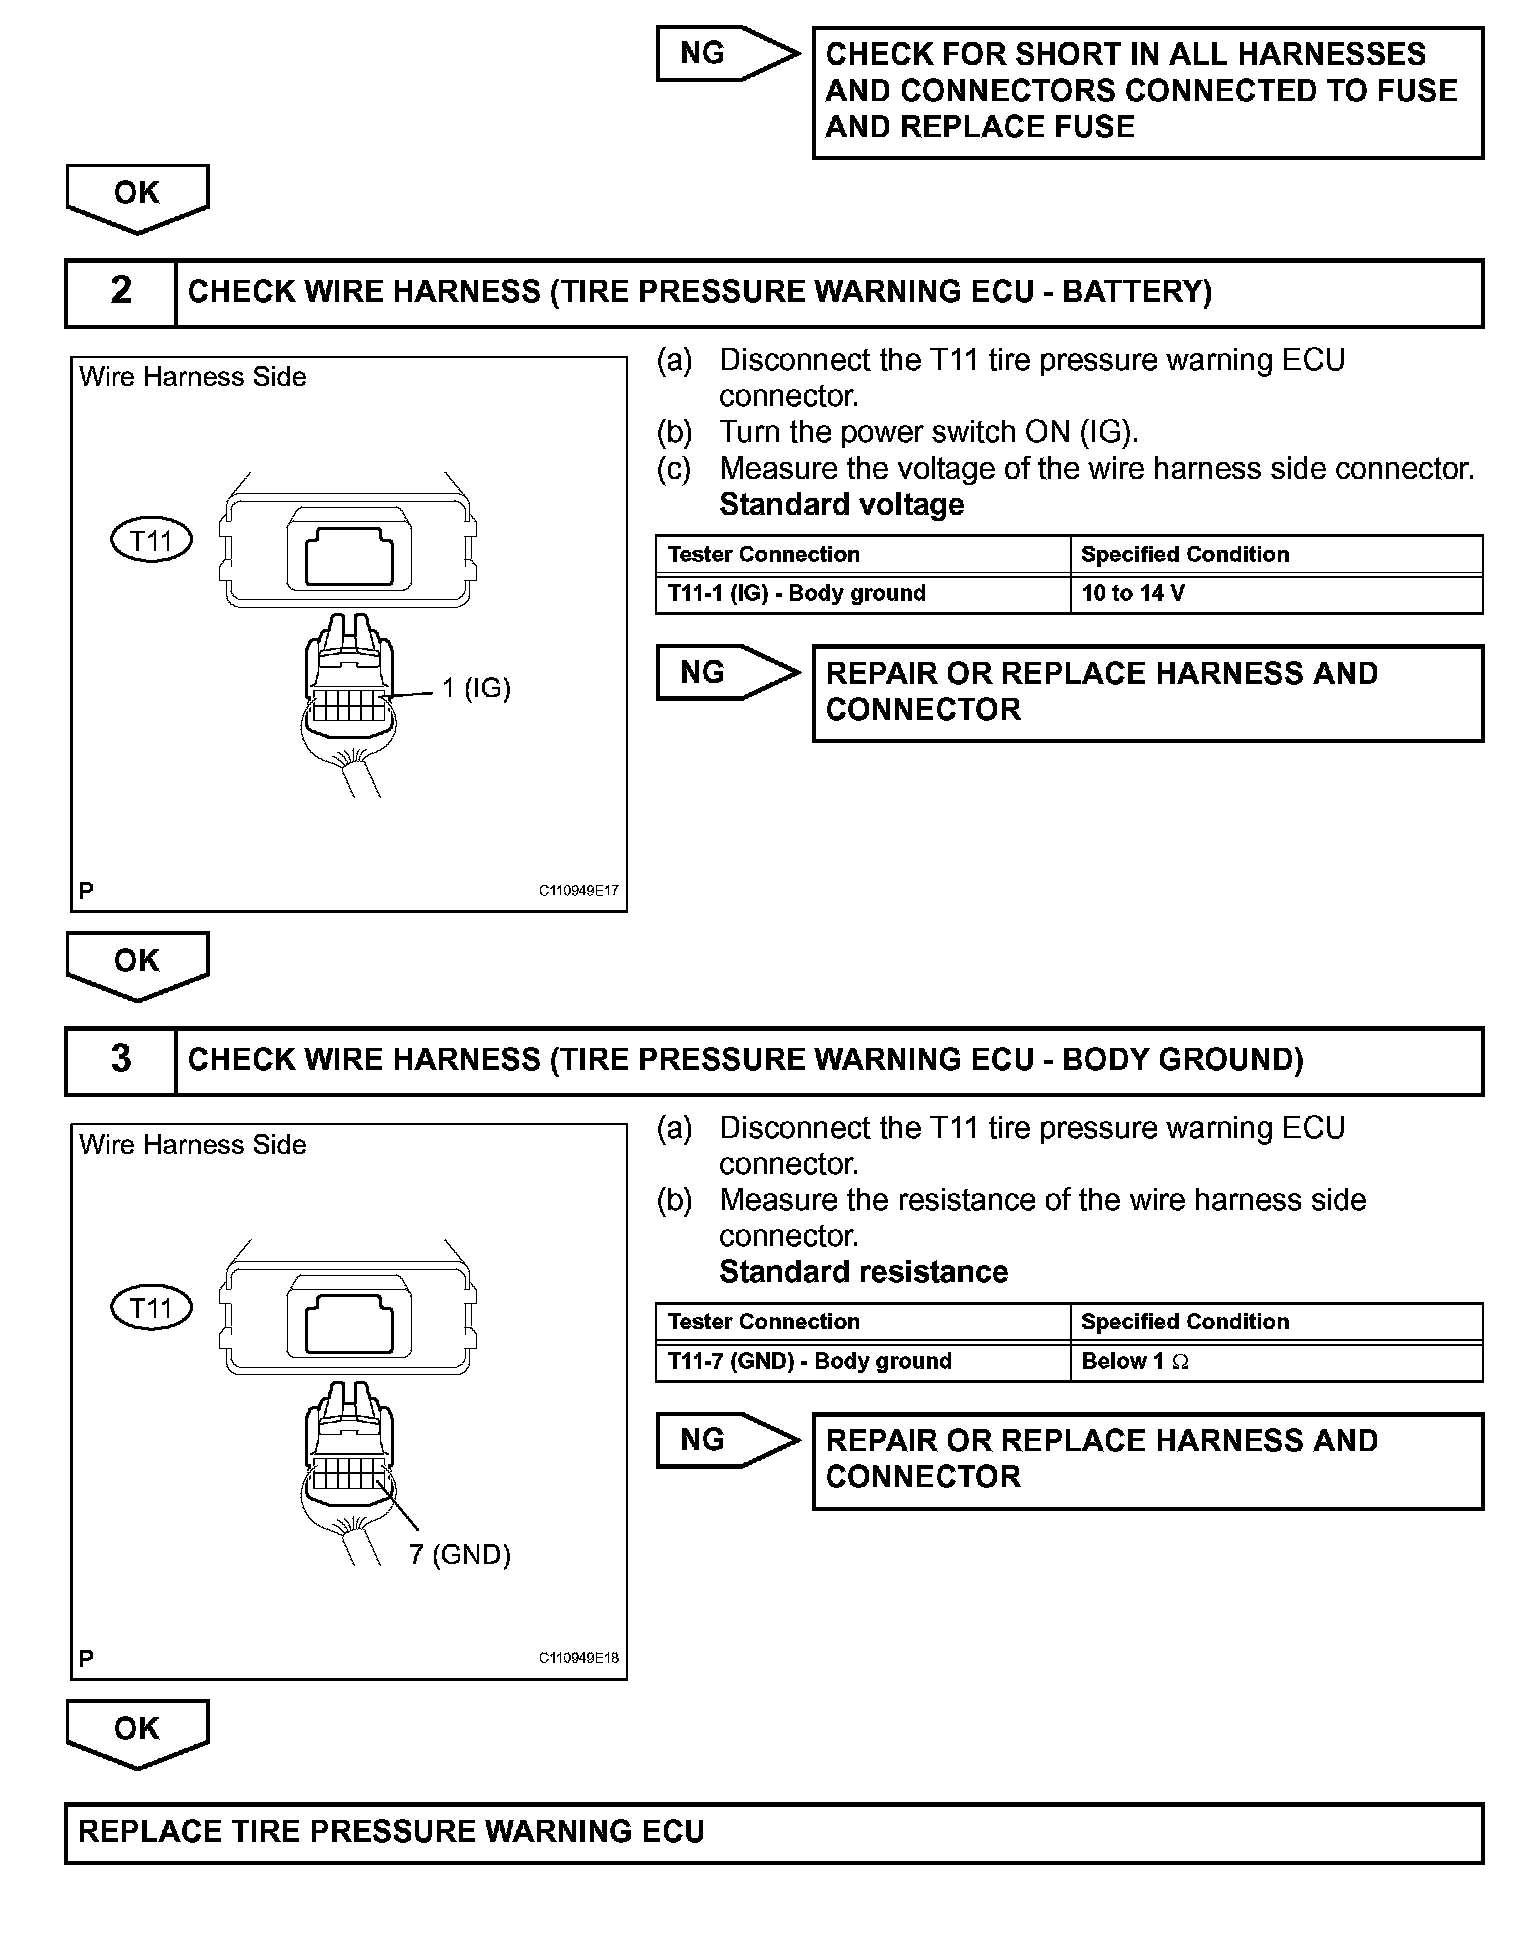 NG
CHECK FOR SHORT IN ALL HARNESSES
AND CONNECTORS CONNECTED TO FUSE
AND REPLACE FUSE
OK
2 CHECK WIRE HARNESS (TIRE PRESSURE WARNING ECU - BATTERY)
Wire Harness Side
T11
1 (IG)
P
C110949E17
(a) Disconnect the T11 tire pressure warning ECU
connector.
(b) Turn the power switch ON (IG).
(c) Measure the voltage of the wire harness side connector.
Standard voltage
Tester Connection Specified Condition
T11-1 (IG) - Body ground 10 to 14 V
NG
REPAIR OR REPLACE HARNESS AND
CONNECTOR
OK
3 CHECK WIRE HARNESS (TIRE PRESSURE WARNING ECU - BODY GROUND)
Wire Harness Side
T11
7 (GND)
P
C110949E18
(a) Disconnect the T11 tire pressure warning ECU
connector.
(b) Measure the resistance of the wire harness side
connector.
Standard resistance
Tester Connection Specified Condition
T11-7 (GND) - Body ground Below 1 Ω
NG
REPAIR OR REPLACE HARNESS AND
CONNECTOR
OK
REPLACE TIRE PRESSURE WARNING ECU